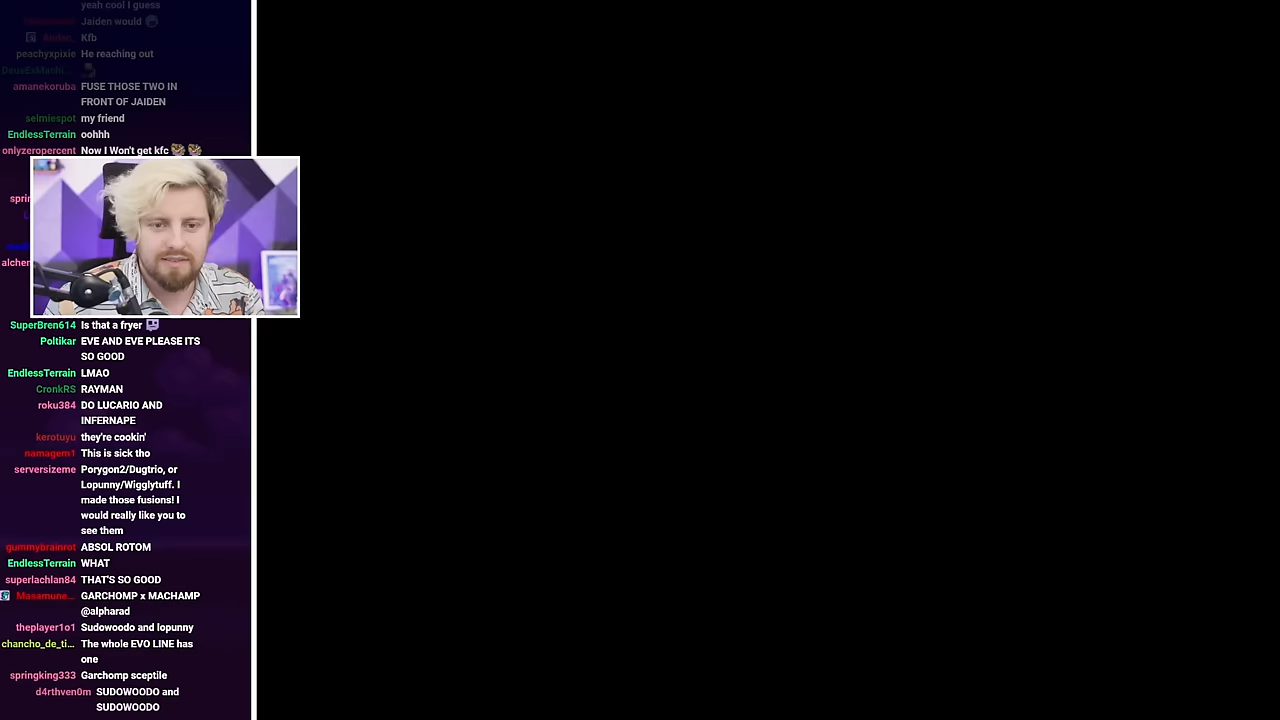 yeah cool I guess
Jaiden would
Kfb
peachyxpixie He reaching out
amanekoruba FUSE THOSE TWO IN
FRONT OF JAIDEN
selmiespot my friend
EndlessTerrain oohhh
onlyzeropercent Now I Won't get kfc
SuperBren614 Is that a fryer
Poltikar EVE AND EVE PLEASE ITS
SO GOOD
EndlessTerrain LMAO
CronkRS RAYMAN
roku384 DO LUCARIO AND
INFERNAPE
kerotuyu they're cookin'
namagem1 This is sick tho
serversizeme Porygon2/Dugtrio, or
Lopunny/Wigglytuff. I
made those fusions! I
would really like you to
see them
gummybrainrot ABSOL ROTOM
EndlessTerrain WHAT
superlachlan84 THAT'S SO GOOD
Masamune... GARCHOMP x MACHAMP
@alpharad
theplayer1o1 Sudowoodo and lopunny
chancho_de_ti... The whole EVO LINE has
one
springking333 Garchomp sceptile
d4rthven0m SUDOWOODO and
SUDOWOODO